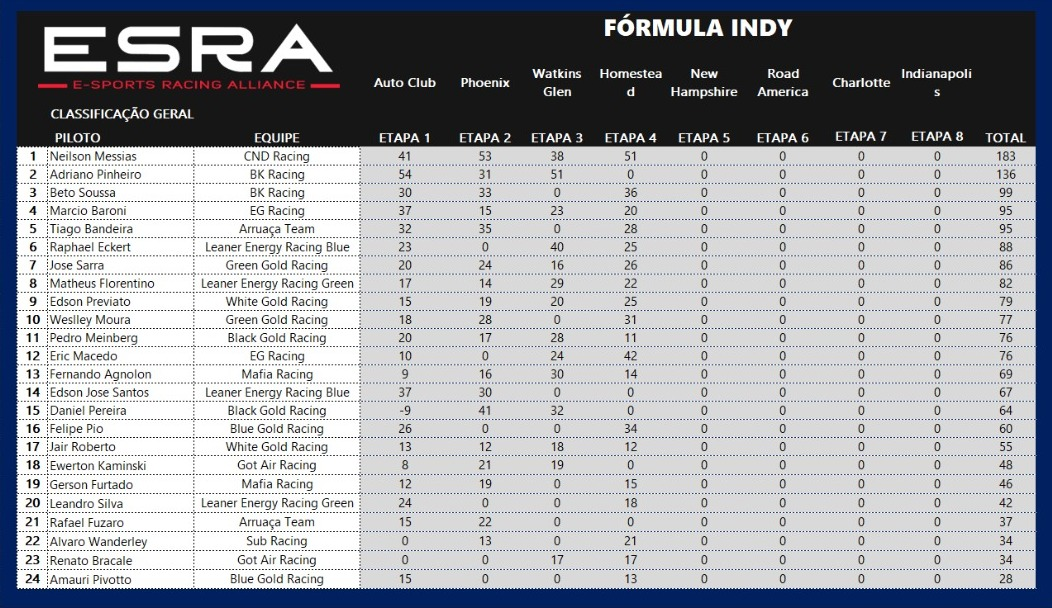 ESRA
E-SPORTS RACING ALLIANCE
FÓRMULA INDY
Auto Club Phoenix Watkins Glen Homestead New Hampshire Road America Charlotte Indianapolis
CLASSIFICAÇÃO GERAL
PILOTO EQUIPE ETAPA 1 ETAPA 2 ETAPA 3 ETAPA 4 ETAPA 5 ETAPA 6 ETAPA 7 ETAPA 8 TOTAL
1 Neilson Messias CND Racing 41 53 38 51 0 0 0 0 183
2 Adriano Pinheiro BK Racing 54 31 51 0 0 0 0 0 136
3 Beto Soussa BK Racing 30 33 0 36 0 0 0 0 99
4 Marcio Baroni EG Racing 37 15 23 20 0 0 0 0 95
5 Tiago Bandeira Arruaça Team 32 35 0 28 0 0 0 0 95
6 Raphael Eckert Leaner Energy Racing Blue 23 0 40 25 0 0 0 0 88
7 Jose Sarra Green Gold Racing 20 24 16 26 0 0 0 0 86
8 Matheus Florentino Leaner Energy Racing Green 17 14 29 22 0 0 0 0 82
9 Edson Previato White Gold Racing 15 19 20 25 0 0 0 0 79
10 Weslley Moura Green Gold Racing 18 28 0 31 0 0 0 0 77
11 Pedro Meinberg Black Gold Racing 20 17 28 11 0 0 0 0 76
12 Eric Macedo EG Racing 10 0 24 42 0 0 0 0 76
13 Fernando Agnolon Mafia Racing 9 16 30 14 0 0 0 0 69
14 Edson Jose Santos Leaner Energy Racing Blue 37 30 0 0 0 0 0 0 67
15 Daniel Pereira Black Gold Racing -9 41 32 0 0 0 0 0 64
16 Felipe Pio Blue Gold Racing 26 0 0 34 0 0 0 0 60
17 Jair Roberto White Gold Racing 13 12 18 12 0 0 0 0 55
18 Ewerton Kaminski Got Air Racing 8 21 19 0 0 0 0 0 48
19 Gerson Furtado Mafia Racing 12 19 0 15 0 0 0 0 46
20 Leandro Silva Leaner Energy Racing Green 24 0 0 18 0 0 0 0 42
21 Rafael Fuzaro Arruaça Team 15 22 0 0 0 0 0 0 37
22 Alvaro Wanderley Sub Racing 0 13 0 21 0 0 0 0 34
23 Renato Bracale Got Air Racing 0 0 17 17 0 0 0 0 34
24 Amauri Pivotto Blue Gold Racing 15 0 0 13 0 0 0 0 28